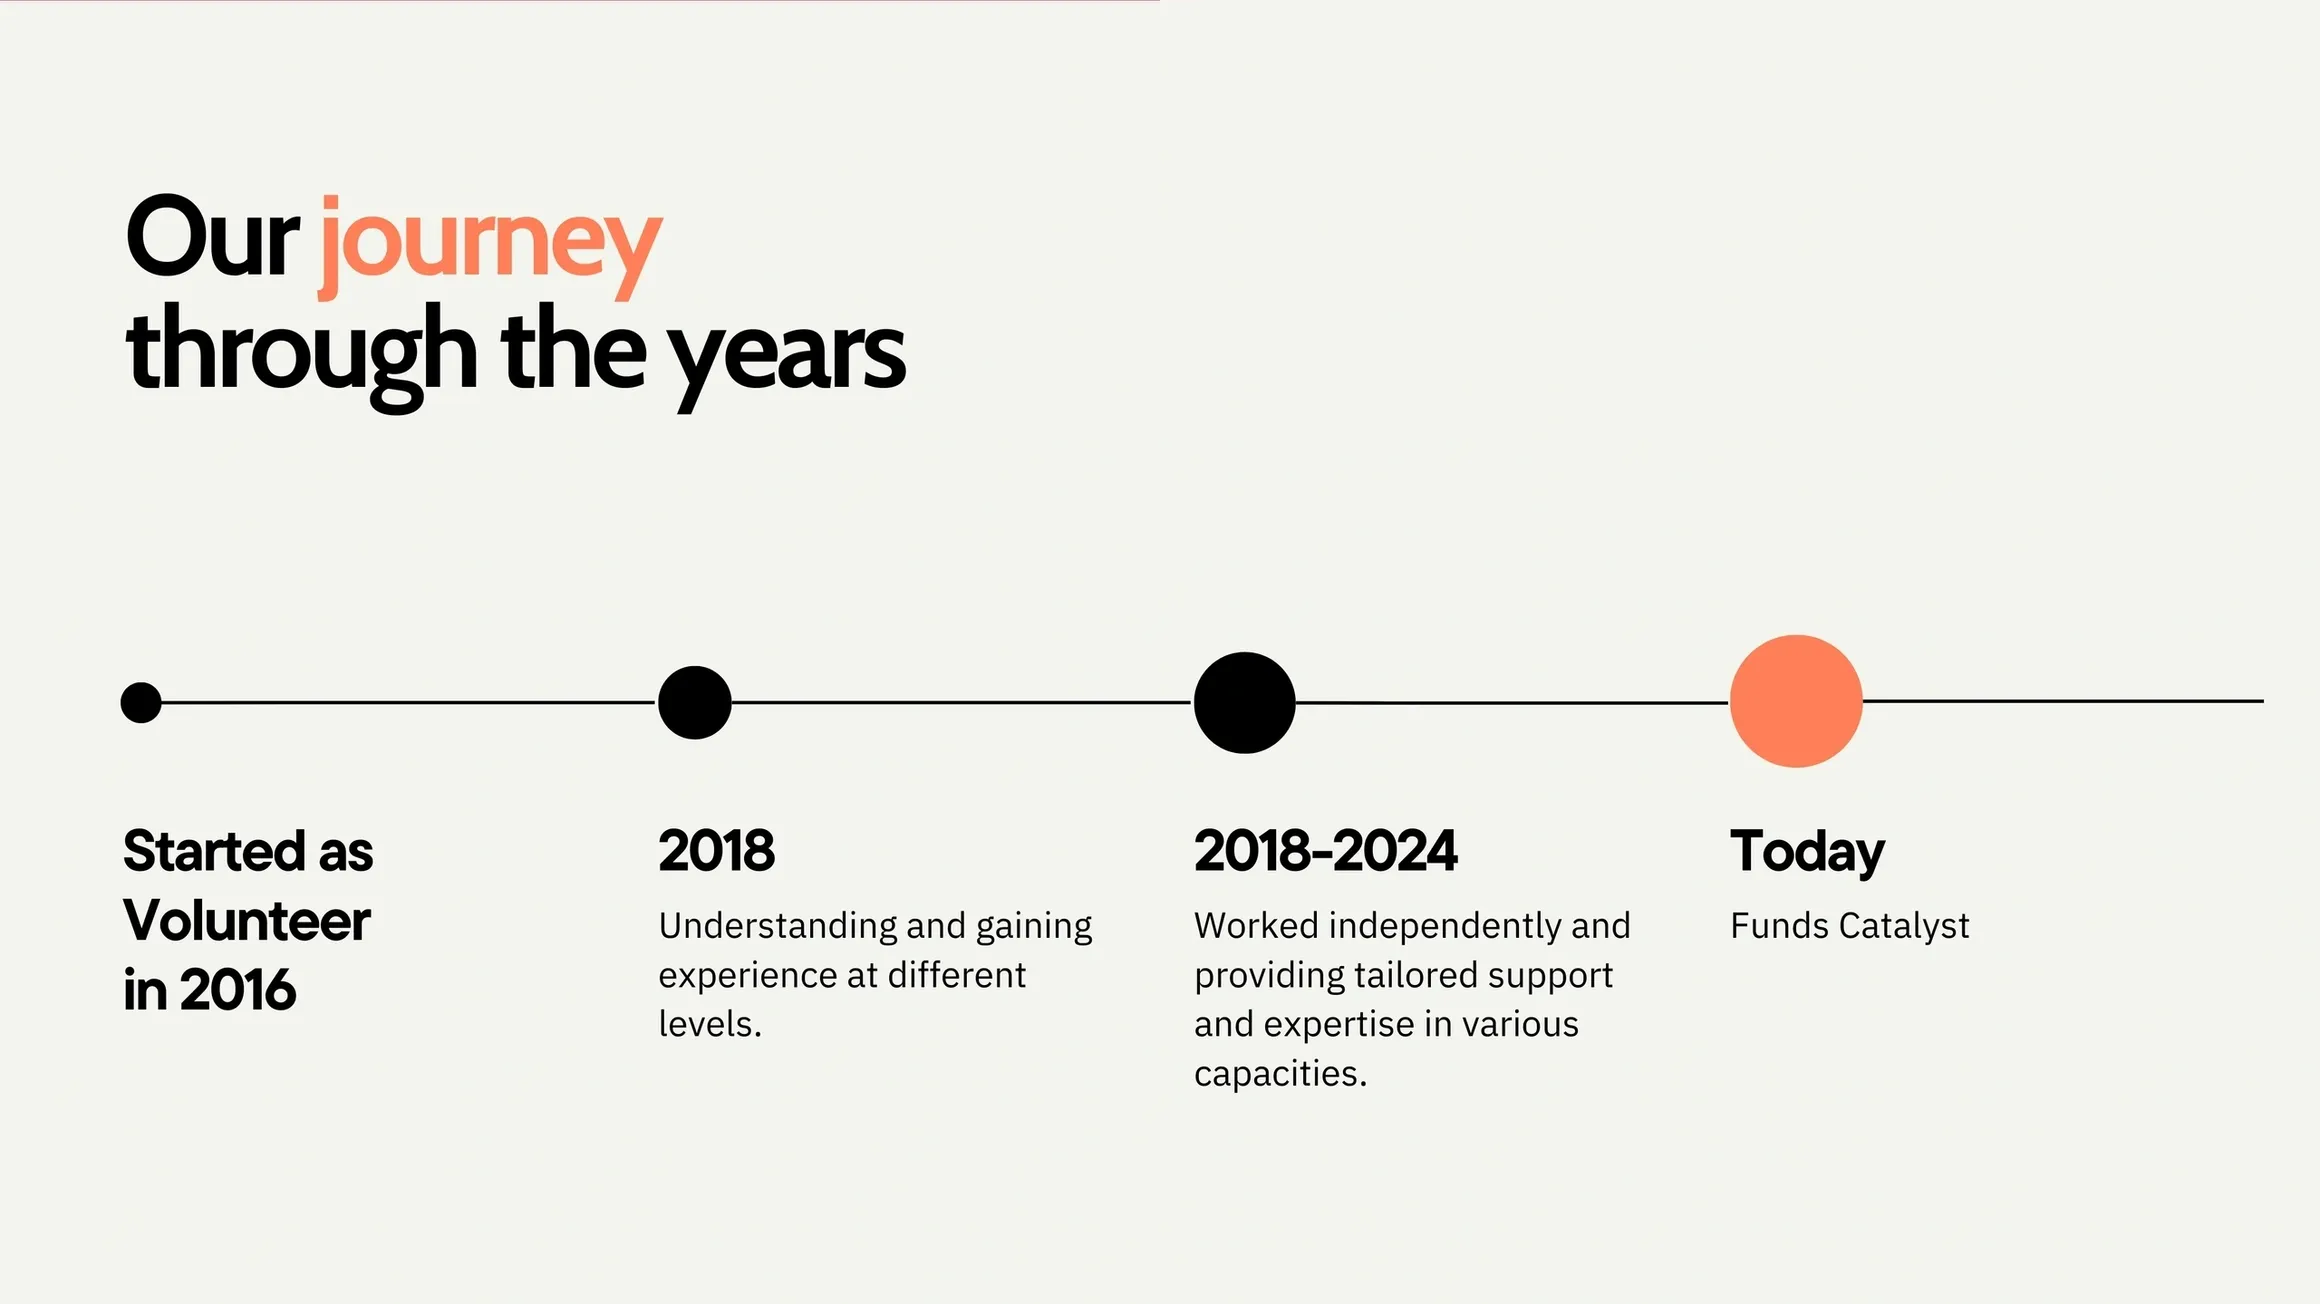 Our journey
through the years
Started as
Volunteer
in 2016
2018
Understanding and gaining
experience at different
levels.
2018-2024
Worked independently and
providing tailored support
and expertise in various
capacities.
Today
Funds Catalyst